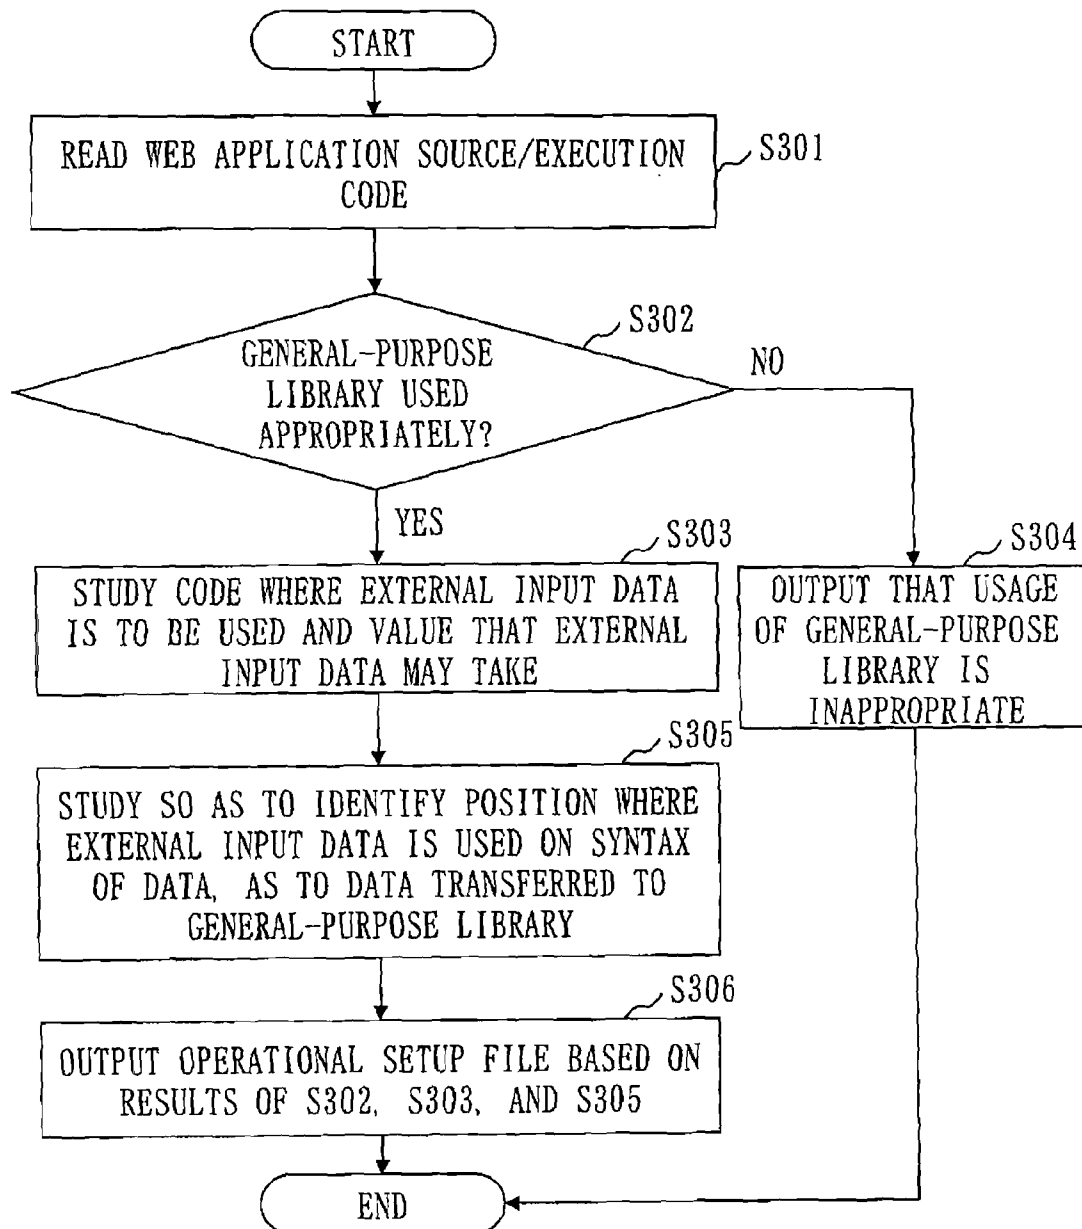 START
READ WEB APPLICATION SOURCE/EXECUTION
CODE
S301
S302
GENERAL-PURPOSE
LIBRARY USED
APPROPRIATELY?
NO
YES
S303
STUDY CODE WHERE EXTERNAL INPUT DATA
IS TO BE USED AND VALUE THAT EXTERNAL
INPUT DATA MAY TAKE
S304
OUTPUT THAT USAGE
OF GENERAL-PURPOSE
LIBRARY IS
INAPPROPRIATE
S305
STUDY SO AS TO IDENTIFY POSITION WHERE
EXTERNAL INPUT DATA IS USED ON SYNTAX
OF DATA, AS TO DATA TRANSFERRED TO
GENERAL-PURPOSE LIBRARY
S306
OUTPUT OPERATIONAL SETUP FILE BASED ON
RESULTS OF S302, S303, AND S305
END